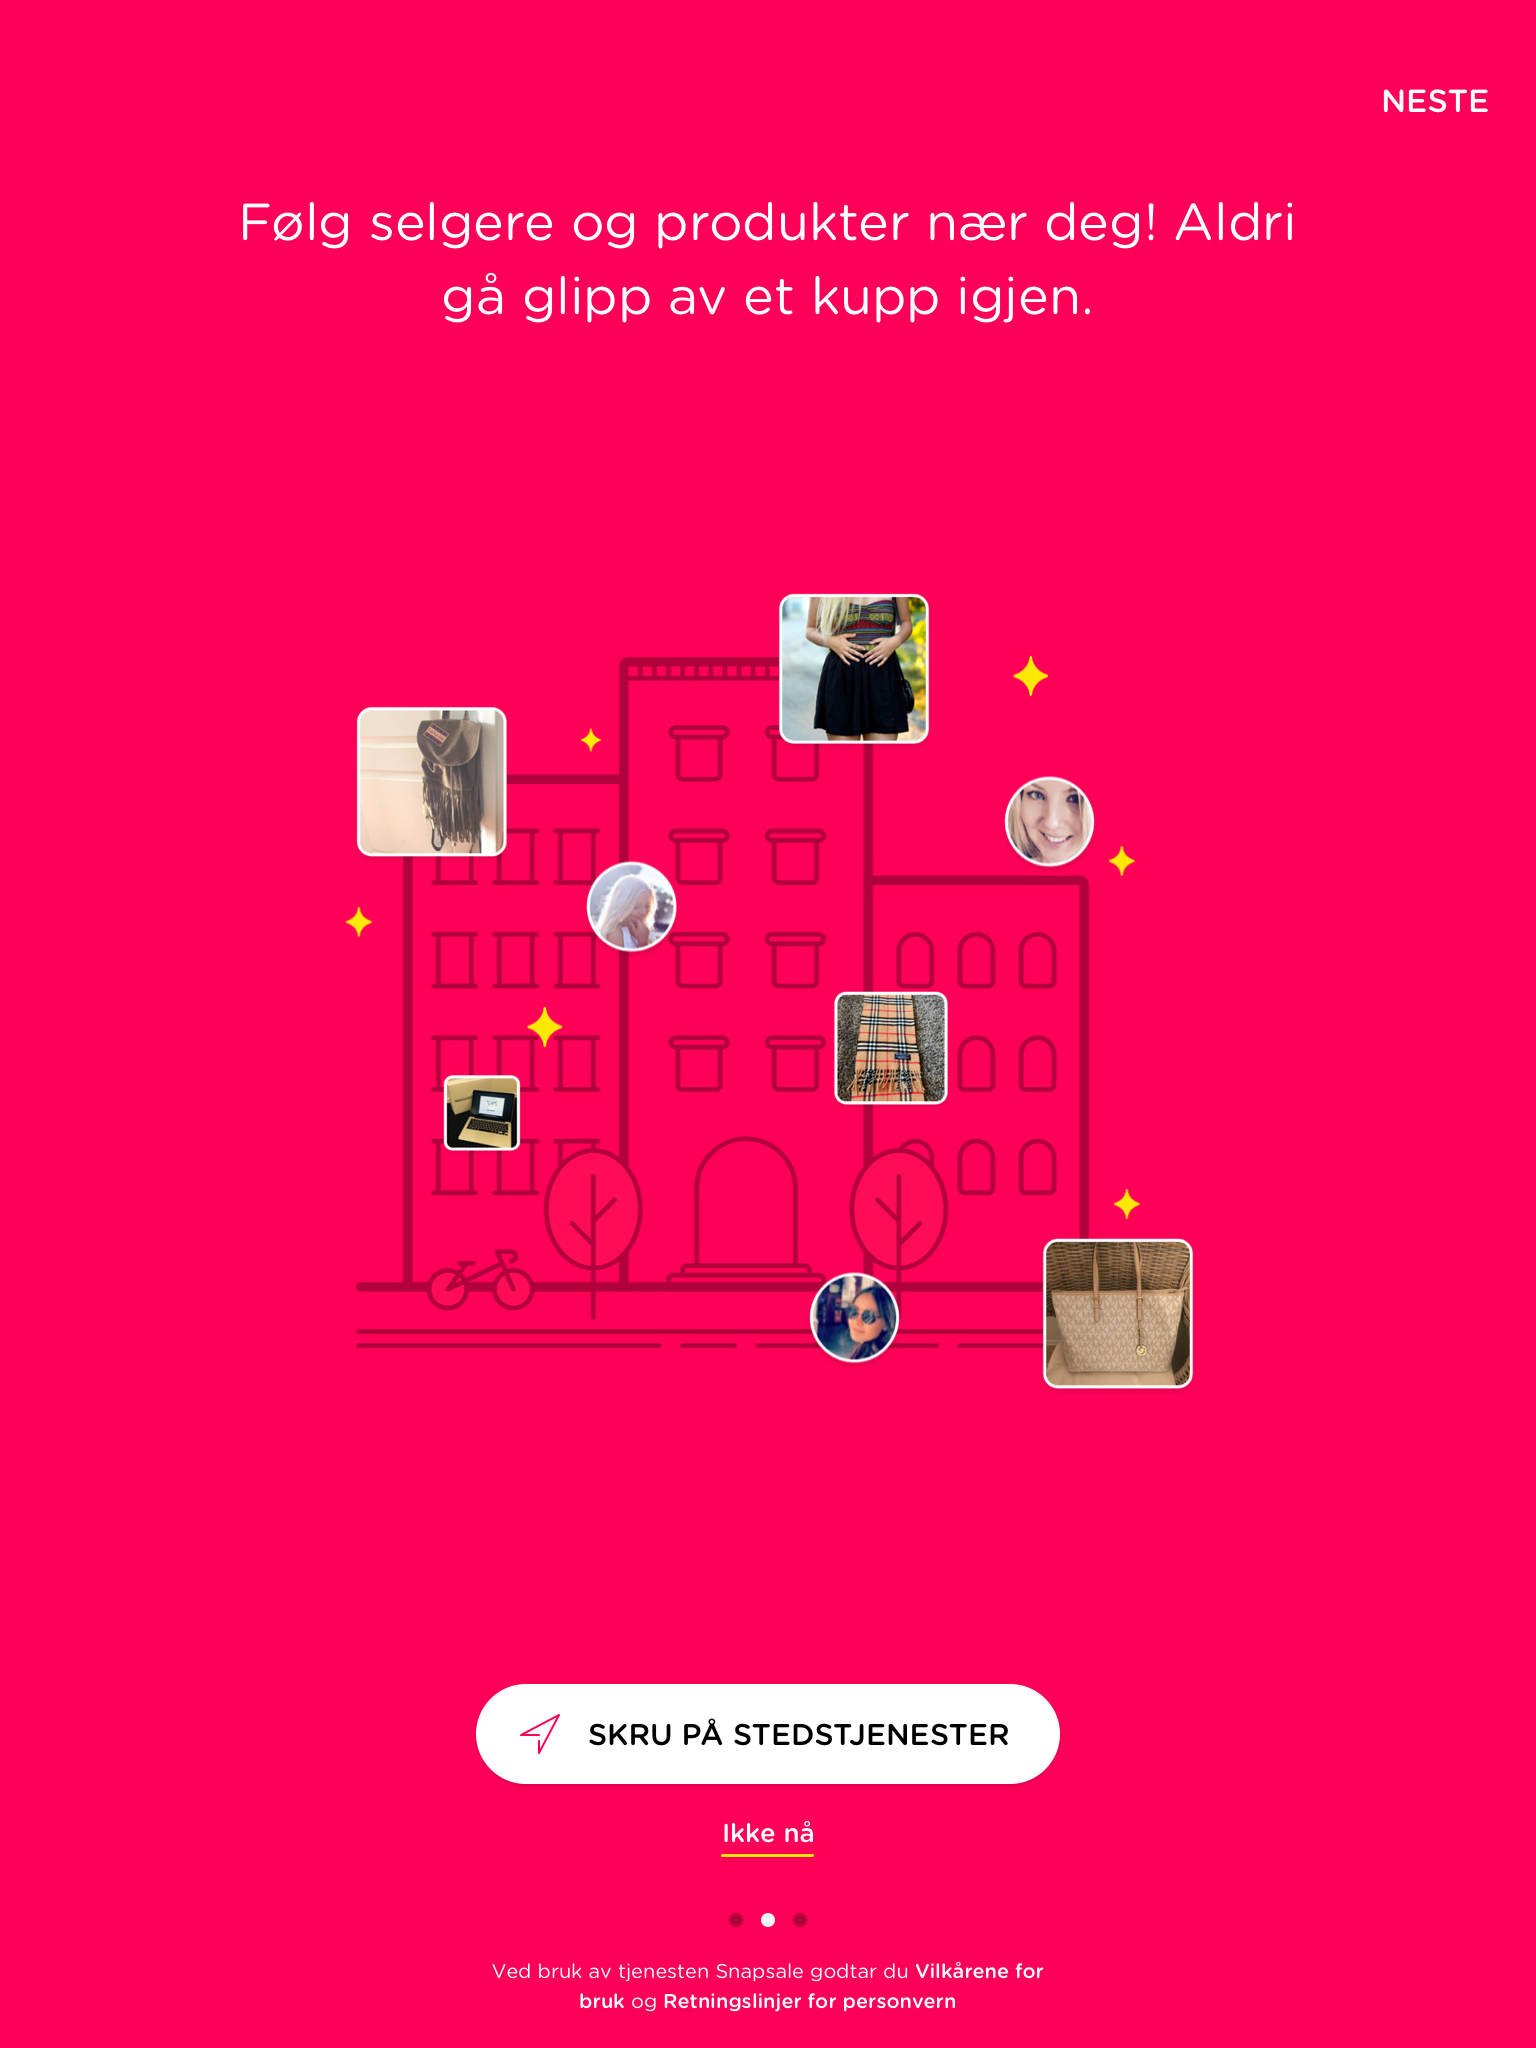 NESTE
Følg selgere og produkter nær deg! Aldri
gå glipp av et kupp igjen.
SKRU PÅ STEDSTJENESTER
Ikke nå
Ved bruk av tjenesten Snapsale godtar du Vilkårene for
bruk og Retningslinjer for personvern